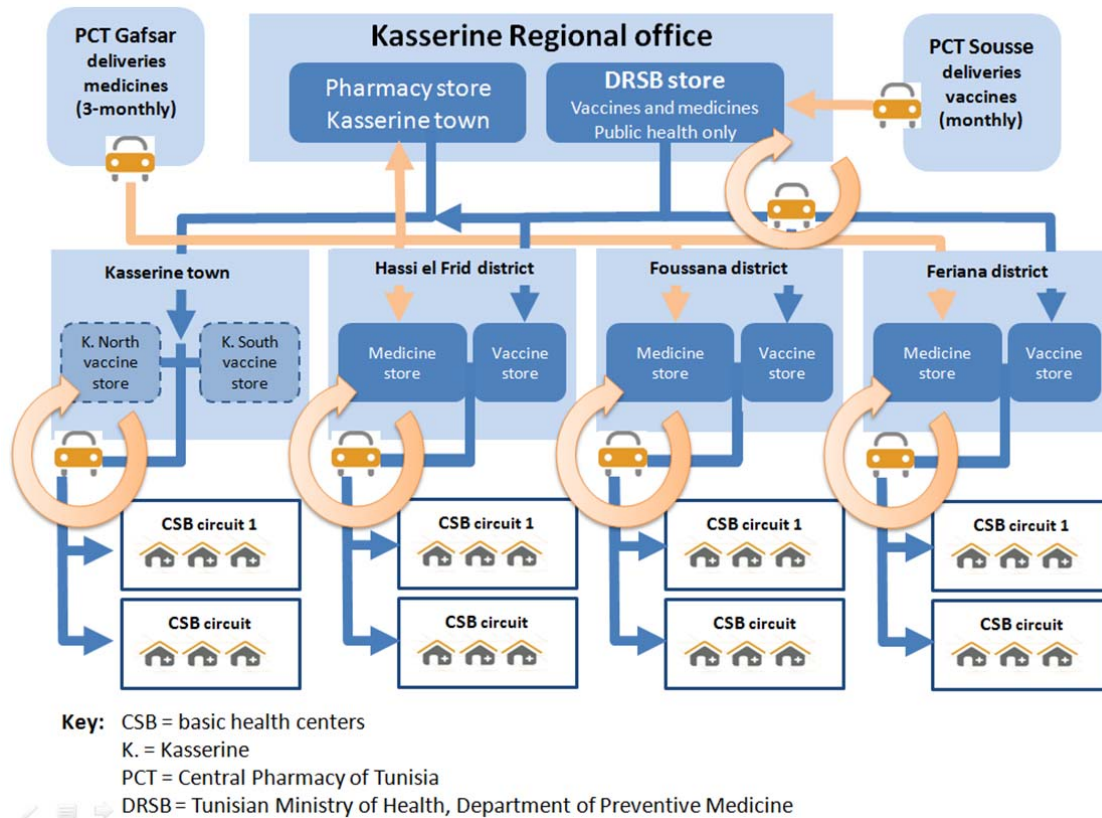 PCT Gafsar
deliveries
medicines
(3-monthly)
Kasserine Regional office
Pharmacy store
Kasserine town
DRSB store
Vaccines and medicines
Public health only
PCT Sousse
deliveries
vaccines
(monthly)
Kasserine town
K. North
vaccine
store
K. South
vaccine
store
Hassi el Frid district
Medicine
store
Vaccine
store
Foussana district
Medicine
store
Vaccine
store
Feriana district
Medicine
store
Vaccine
store
CSB circuit 1
CSB circuit
CSB circuit 1
CSB circuit
CSB circuit 1
CSB circuit
CSB circuit 1
CSB circuit
Key: CSB = basic health centers
K. = Kasserine
PCT = Central Pharmacy of Tunisia
DRSB = Tunisian Ministry of Health, Department of Preventive Medicine